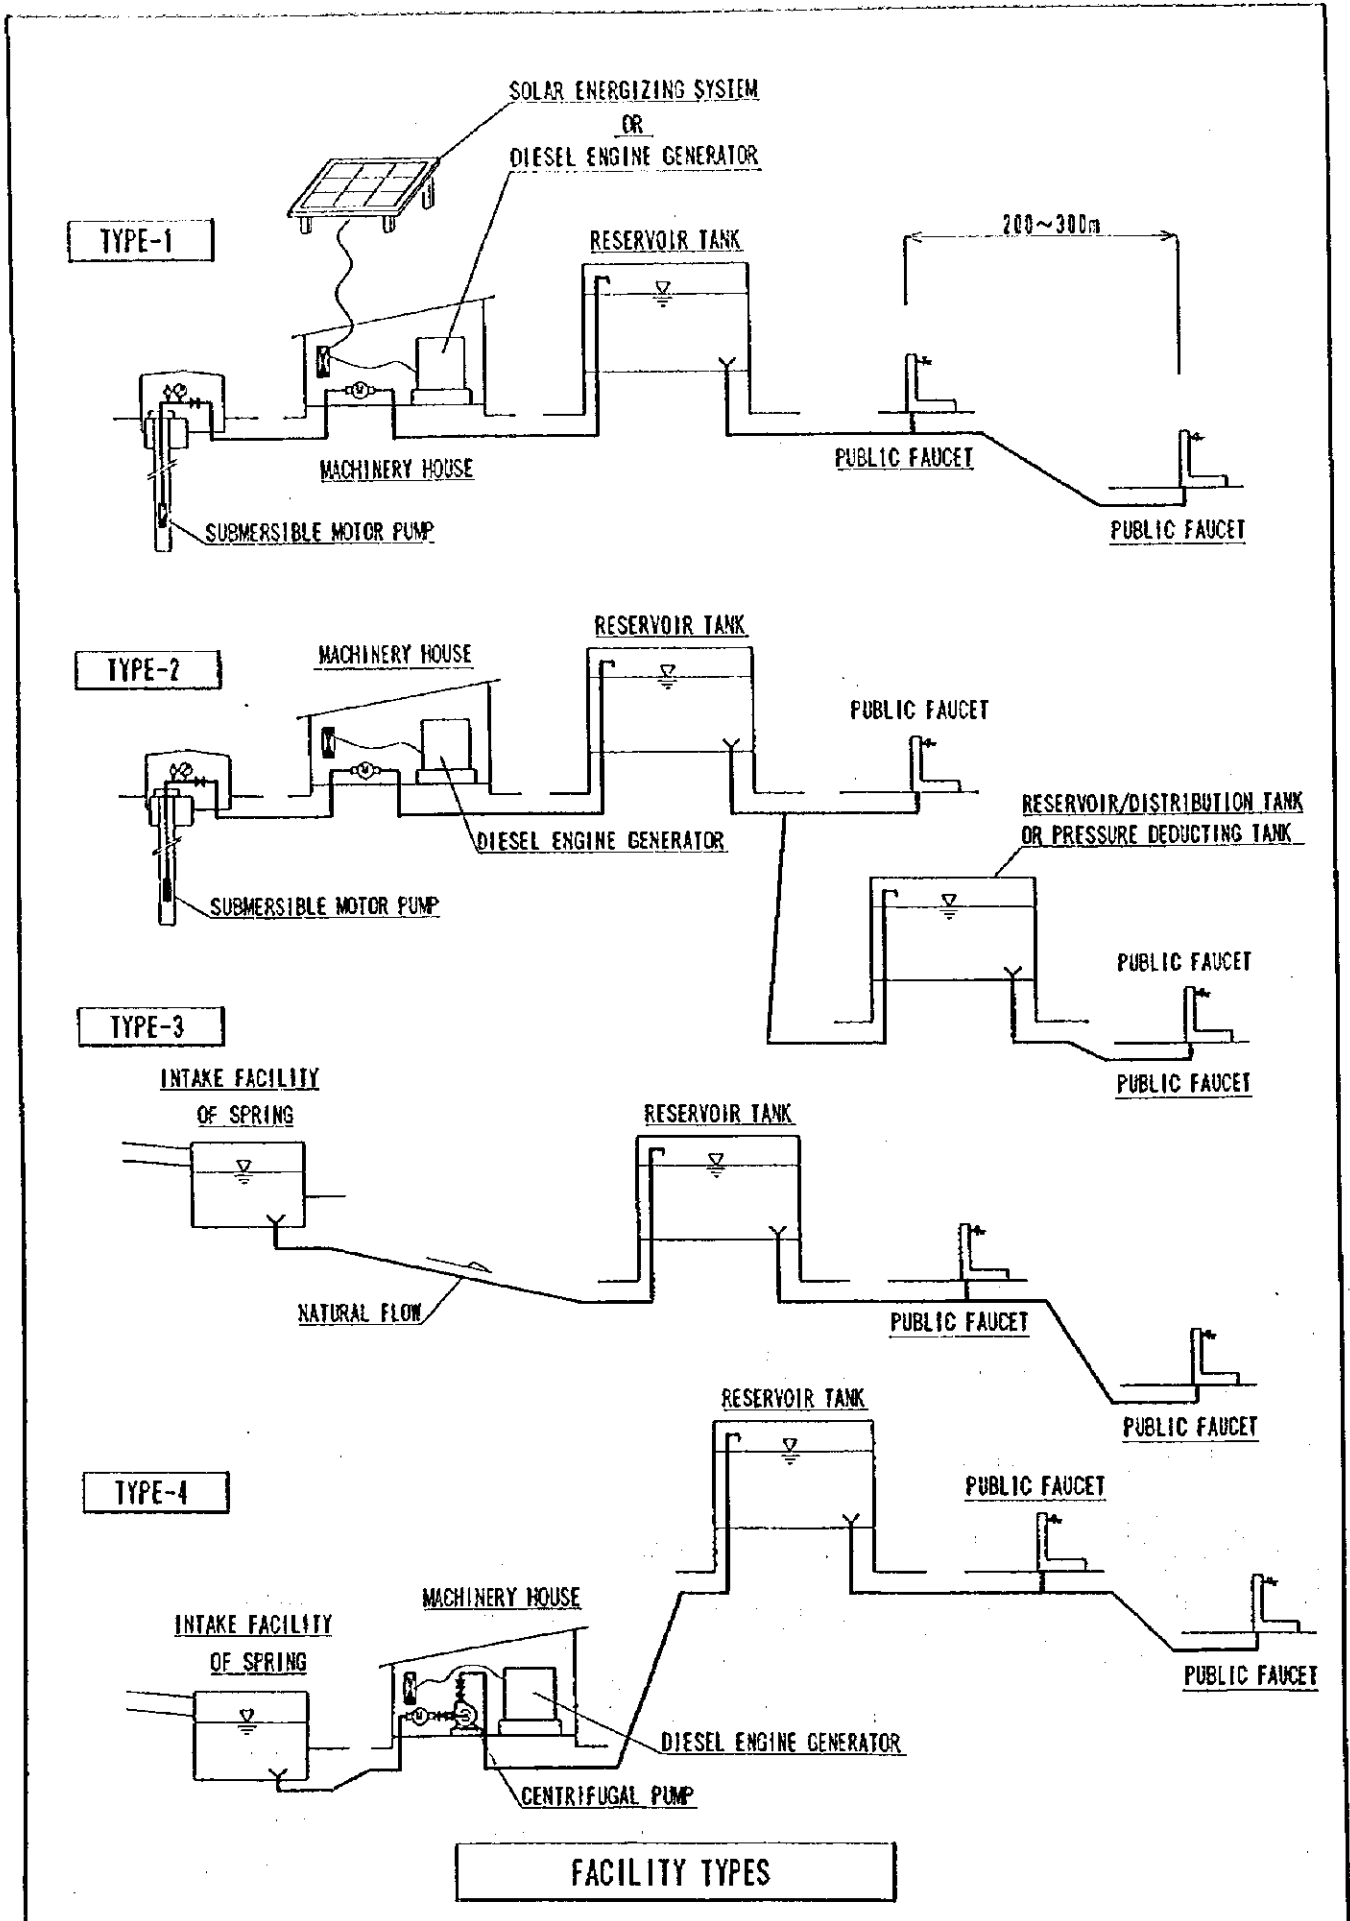 SOLAR ENERGIZING SYSTEM
OR
DIESEL ENGINE GENERATOR
TYPE-1
RESERVOIR TANK
200~300m
MACHINERY HOUSE
PUBLIC FAUCET
SUBMERSIBLE MOTOR PUMP
PUBLIC FAUCET
TYPE-2
MACHINERY HOUSE
RESERVOIR TANK
PUBLIC FAUCET
RESERVOIR/DISTRIBUTION TANK
OR PRESSURE DEDUCTING TANK
DIESEL ENGINE GENERATOR
SUBMERSIBLE MOTOR PUMP
PUBLIC FAUCET
PUBLIC FAUCET
TYPE-3
INTAKE FACILITY
OF SPRING
RESERVOIR TANK
NATURAL FLOW
PUBLIC FAUCET
PUBLIC FAUCET
TYPE-4
RESERVOIR TANK
PUBLIC FAUCET
MACHINERY HOUSE
INTAKE FACILITY
OF SPRING
PUBLIC FAUCET
DIESEL ENGINE GENERATOR
CENTRIFUGAL PUMP
FACILITY TYPES